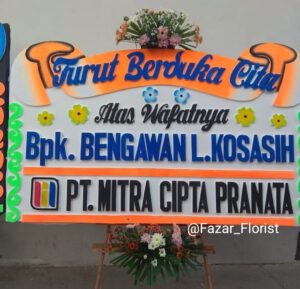 Turut Berduka Cita
Atas Wafatnya
Bpk. BENGAWAN L.KOSASIH
PT. MITRA CIPTA PRANATA
@Fazar_Florist